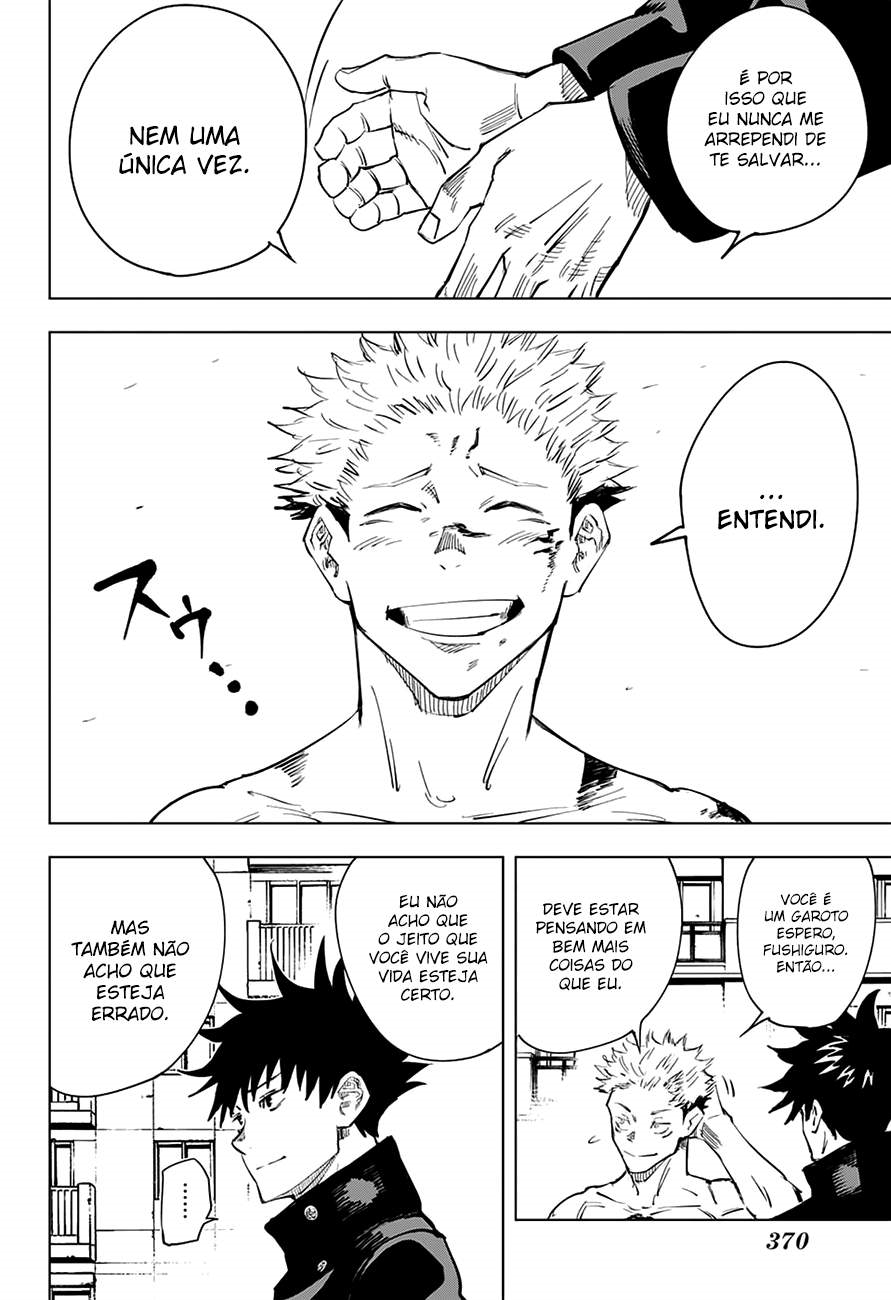 É POR
ISSO QUE
EU NUNCA ME
ARREPENDI DE
TE SALVAR...
NEM UMA
ÚNICA VEZ.
...
ENTENDI.
スゥ...
VOCÊ É
UM GAROTO
ESPERO,
FUSHIGURO.
ENTÃO...
DEVE ESTAR
PENSANDO EM
BEM MAIS
COISAS DO
QUE EU.
EU NÃO
ACHO QUE
O JEITO QUE
VOCÊ VIVE SUA
VIDA ESTEJA
CERTO.
MAS
TAMBÉM NÃO
ACHO QUE
ESTEJA
ERRADO.
......
370